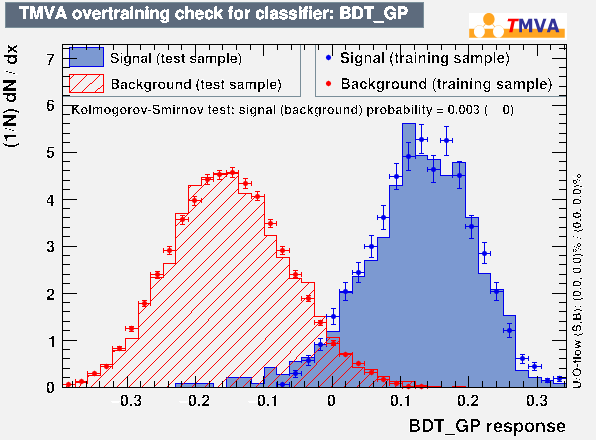 TMVA overtraining check for classifier: BDT_GP
TMVA
(1/N) dN / dx
7
6
5
4
3
2
1
0
Signal (test sample)
Background (test sample)
Signal (training sample)
Background (training sample)
Kolmogorov-Smirnov test: signal (background) probability = 0.003 ( 0)
U/O-flow (S,B): (0.0, 0.0)% / (0.0, 0.0)%
0.3 0.2 0.1 0 0.1 0.2 0.3
BDT_GP response